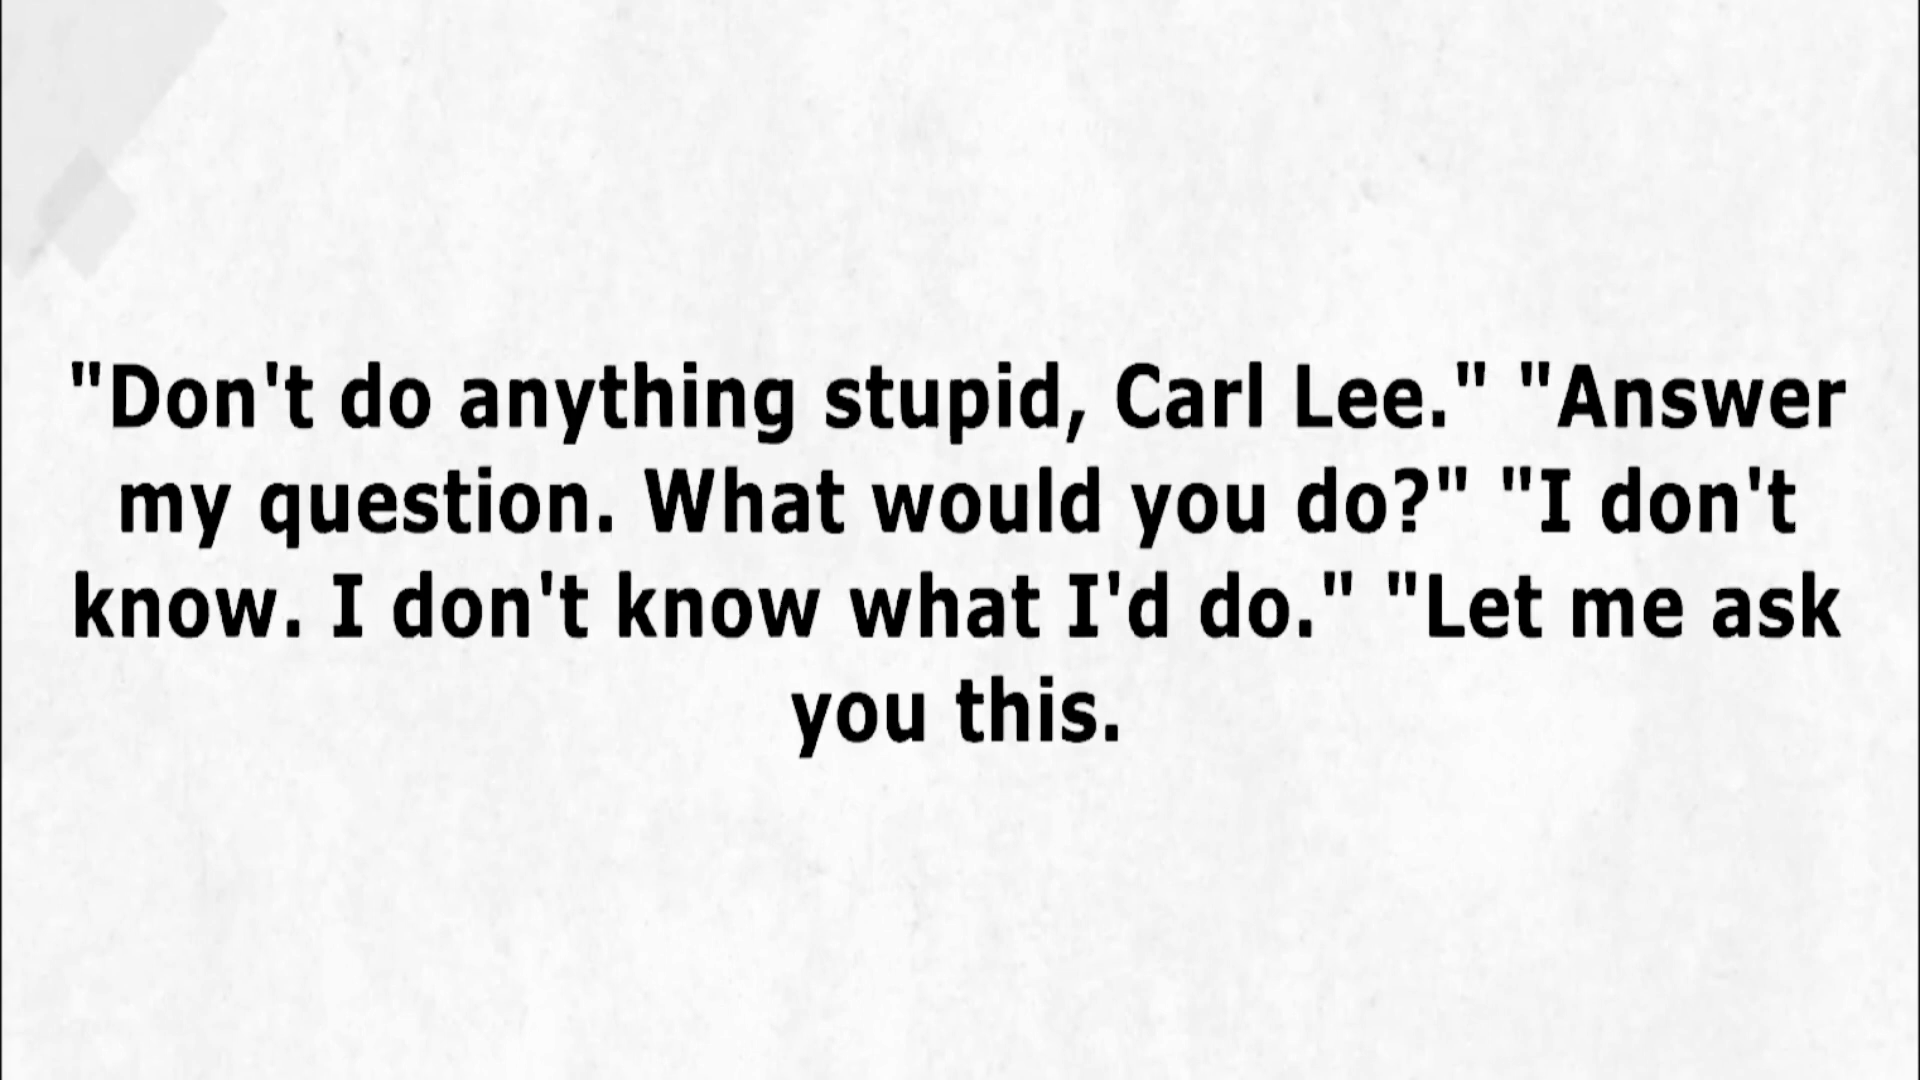 "Don't do anything stupid, Carl Lee." "Answer
my question. What would you do?" "I don't
know. I don't know what I'd do." "Let me ask
you this.